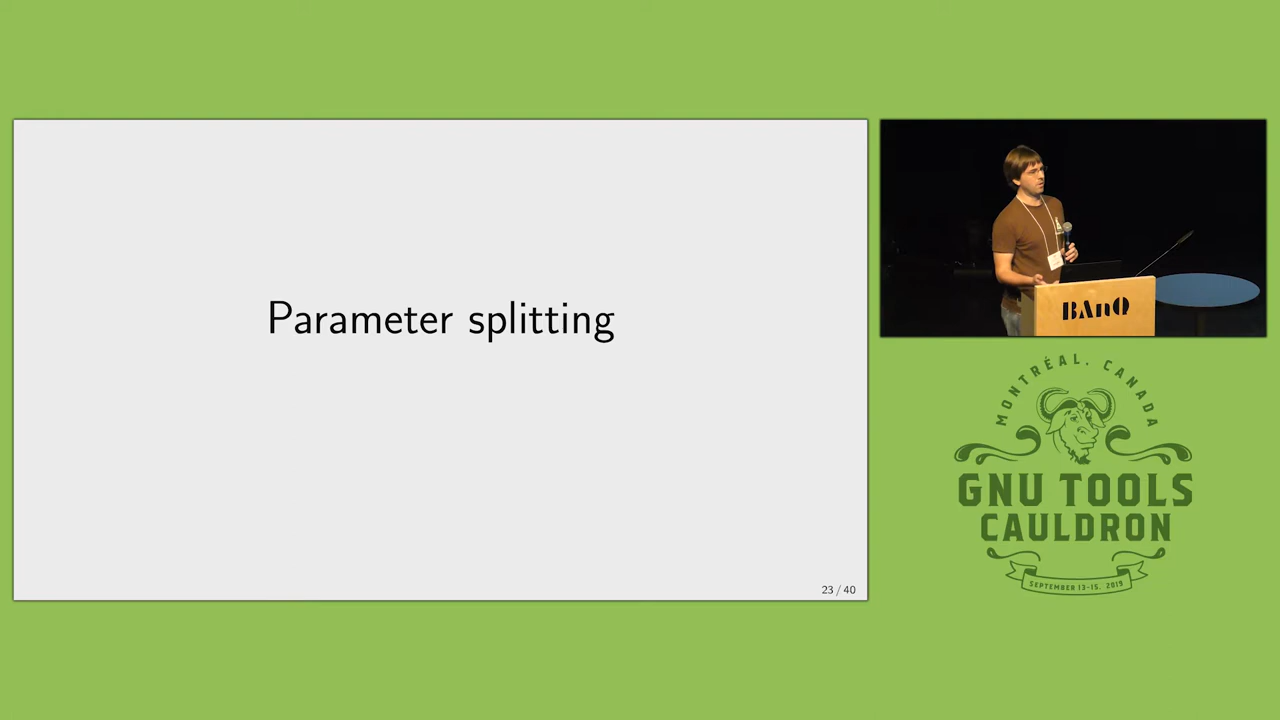 Parameter splitting
23 / 40
BAnQ
MONTRÉAL, CANADA
GNU TOOLS
CAULDRON
SEPTEMBER 13-15, 2019